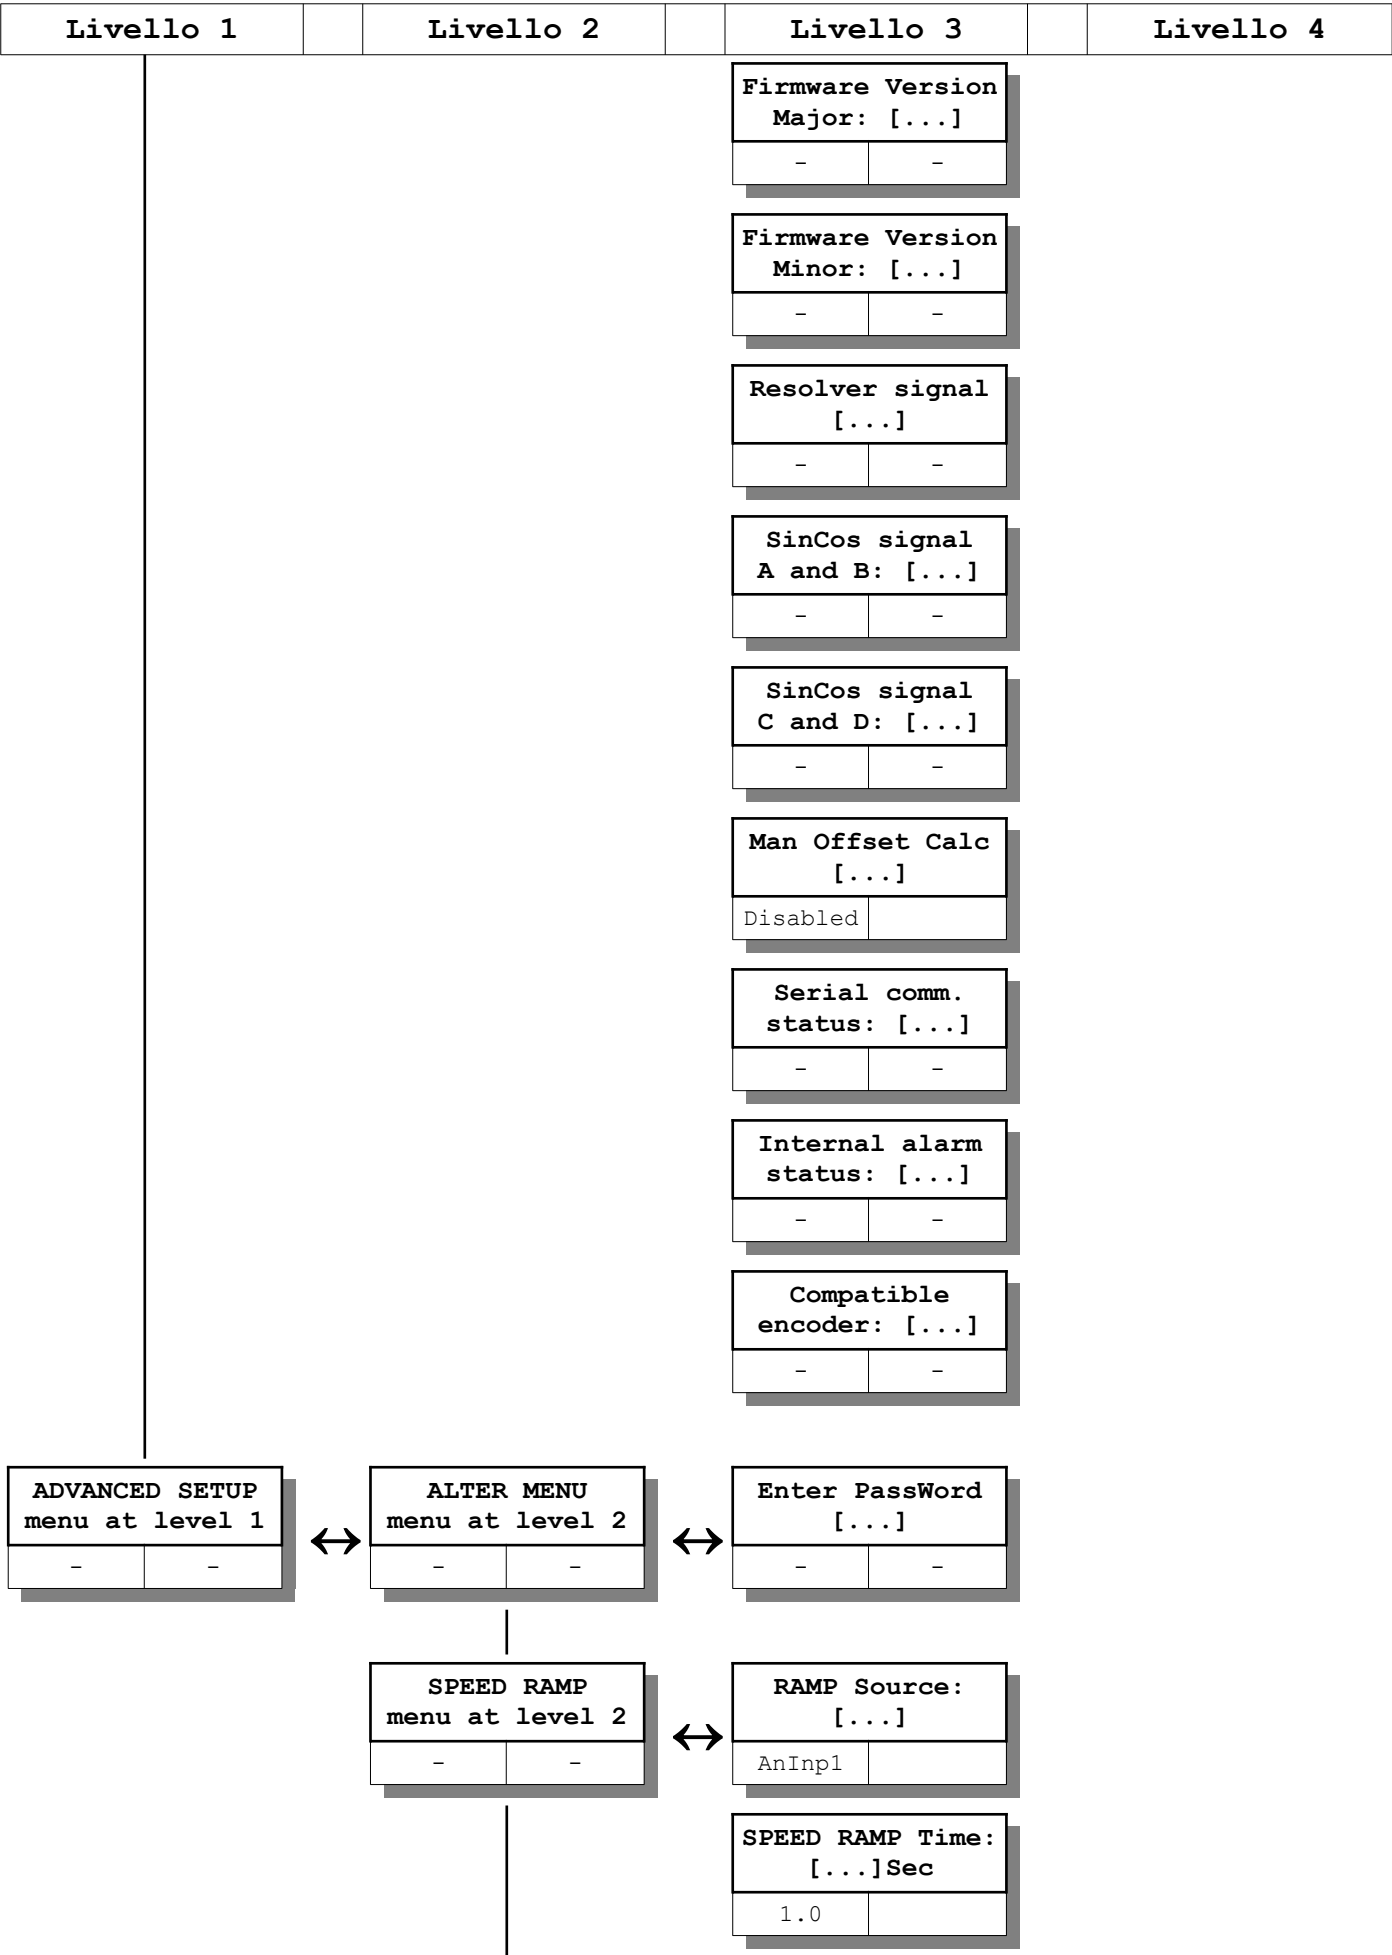 Livello 1 Livello 2 Livello 3 Livello 4
Firmware Version
Major: [...]
- -
Firmware Version
Minor: [...]
- -
Resolver signal
[...]
- -
SinCos signal
A and B: [...]
- -
SinCos signal
C and D: [...]
- -
Man Offset Calc
[...]
Disabled
Serial comm.
status: [...]
- -
Internal alarm
status: [...]
- -
Compatible
encoder: [...]
- -
ADVANCED SETUP
menu at level 1
- -
ALTER MENU
menu at level 2
- -
Enter PassWord
[...]
- -
SPEED RAMP
menu at level 2
- -
RAMP Source:
[...]
AnInp1
SPEED RAMP Time:
[...]Sec
1.0